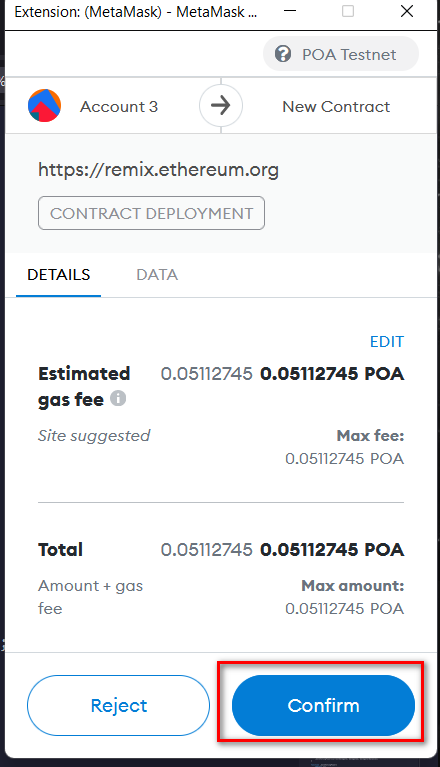 Extension: (MetaMask) - MetaMask ...
POA Testnet
Account 3
New Contract
https://remix.ethereum.org
CONTRACT DEPLOYMENT
DETAILS
DATA
EDIT
Estimated gas fee 0.05112745 0.05112745 POA
Site suggested
Max fee:
0.05112745 POA
Total 0.05112745 0.05112745 POA
Amount + gas fee
Max amount:
0.05112745 POA
Reject
Confirm